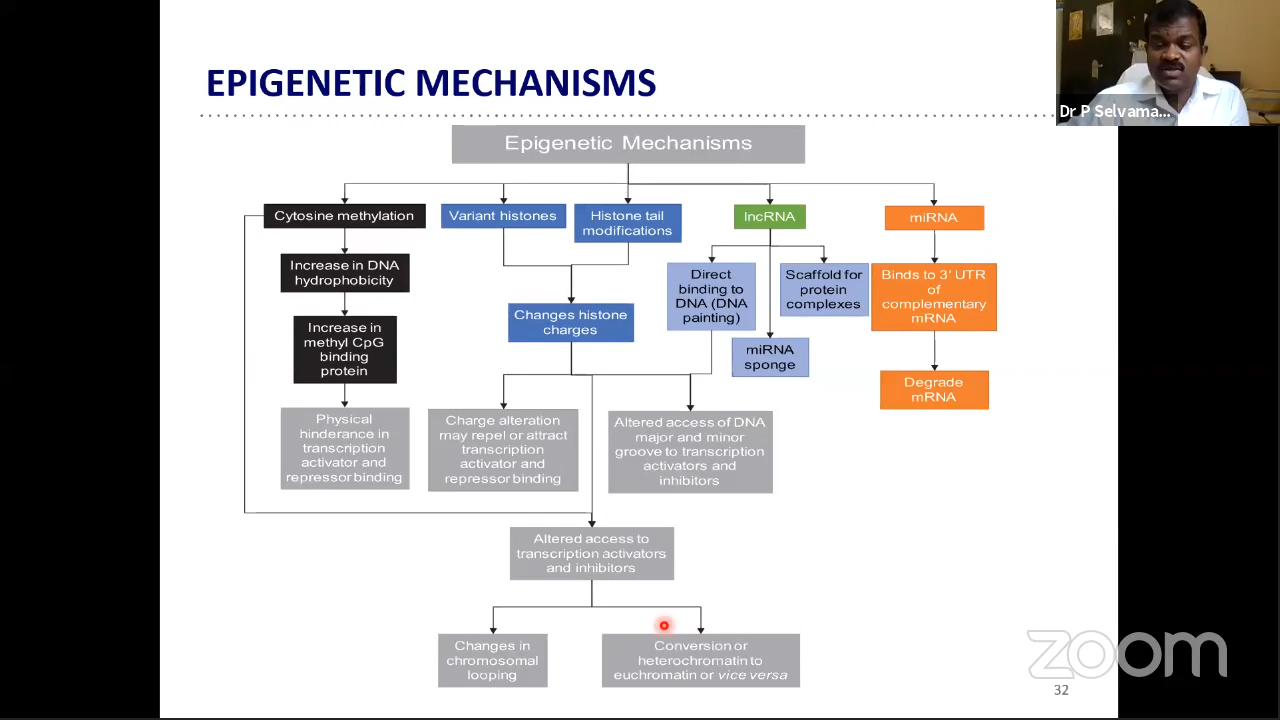 EPIGENETIC MECHANISMS
Dr P Selvama...
Epigenetic Mechanisms
Cytosine methylation
Variant histones
Histone tail
modifications
lncRNA
miRNA
Increase in DNA
hydrophobicity
Direct
binding to
DNA (DNA
painting)
Scaffold for
protein
complexes
Binds to 3' UTR
of
complementary
mRNA
Increase in
methyl CpG
binding
protein
Changes histone
charges
miRNA
sponge
Degrade
mRNA
Physical
hinderance in
transcription
activator and
repressor binding
Charge alteration
may repel or attract
transcription
activator and
repressor binding
Altered access of DNA
major and minor
groove to transcription
activators and
inhibitors
Altered access to
transcription activators
and inhibitors
Changes in
chromosomal
looping
Conversion or
heterochromatin to
euchromatin or vice versa
zoom
32